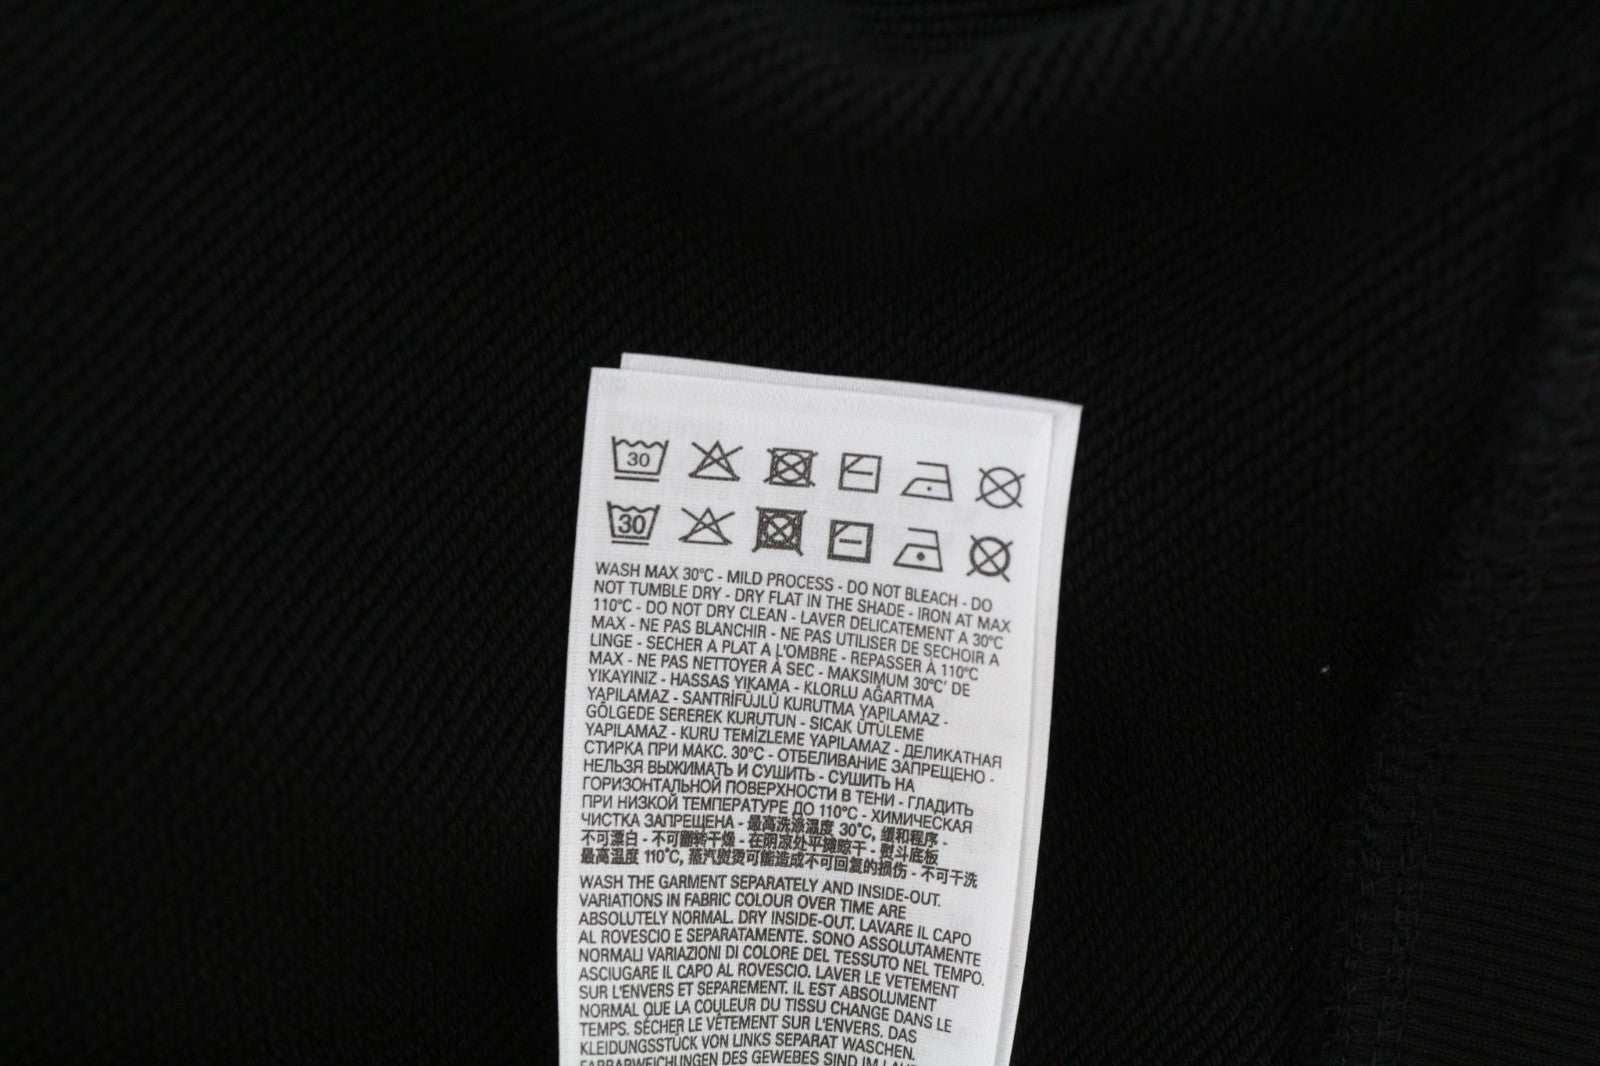 30
30
WASH MAX 30°C - MILD PROCESS - DO NOT BLEACH - DO
NOT TUMBLE DRY - DRY FLAT IN THE SHADE - IRON AT MAX
110°C - DO NOT DRY CLEAN - LAVER DELICATEMENT A 30°C
MAX - NE PAS BLANCHIR - NE PAS UTILISER DE SECHOIR A
LINGE - SECHER A PLAT A L'OMBRE - REPASSER À 110°C
MAX - NE PAS NETTOYER À SEC - MAKSIMUM 30°C' DE
YIKAYINIZ - HASSAS YIKAMA - KLORLU AĞARTMA
YAPILAMAZ - SANTRİFÜJLÜ KURUTMA YAPILAMAZ -
GÖLGEDE SEREREK KURUTUN - SICAK ÜTÜLEME
YAPILAMAZ - KURU TEMİZLEME YAPILAMAZ - ДЕЛИКАТНАЯ
СТИРКА ПРИ МАКС. 30°C - ОТБЕЛИВАНИЕ ЗАПРЕЩЕНО -
НЕЛЬЗЯ ВЫЖИМАТЬ И СУШИТЬ - СУШИТЬ НА
ГОРИЗОНТАЛЬНОЙ ПОВЕРХНОСТИ В ТЕНИ - ГЛАДИТЬ
ПРИ НИЗКОЙ ТЕМПЕРАТУРЕ ДО 110°C - ХИМИЧЕСКАЯ
ЧИСТКА ЗАПРЕЩЕНА - 最高洗涤温度 30°C, 缓和程序 -
不可漂白 - 不可翻转干燥 - 在阴凉处平摊晾干 - 熨斗底板
最高温度 110°C, 蒸汽熨烫可能造成不可回复的损伤 - 不可干洗
WASH THE GARMENT SEPARATELY AND INSIDE-OUT.
VARIATIONS IN FABRIC COLOUR OVER TIME ARE
ABSOLUTELY NORMAL. DRY INSIDE-OUT. LAVARE IL CAPO
AL ROVESCIO E SEPARATAMENTE. SONO ASSOLUTAMENTE
NORMALI VARIAZIONI DI COLORE DEL TESSUTO NEL TEMPO.
ASCIUGARE IL CAPO AL ROVESCIO. LAVER LE VETEMENT
SUR L'ENVERS ET SEPAREMENT. IL EST ABSOLUMENT
NORMAL QUE LA COULEUR DU TISSU CHANGE DANS LE
TEMPS. SÉCHER LE VÊTEMENT SUR L'ENVERS. DAS
KLEIDUNGSSTÜCK VON LINKS SEPARAT WASCHEN.
FARBABWEICHUNGEN DES GEWEBES SIND IM